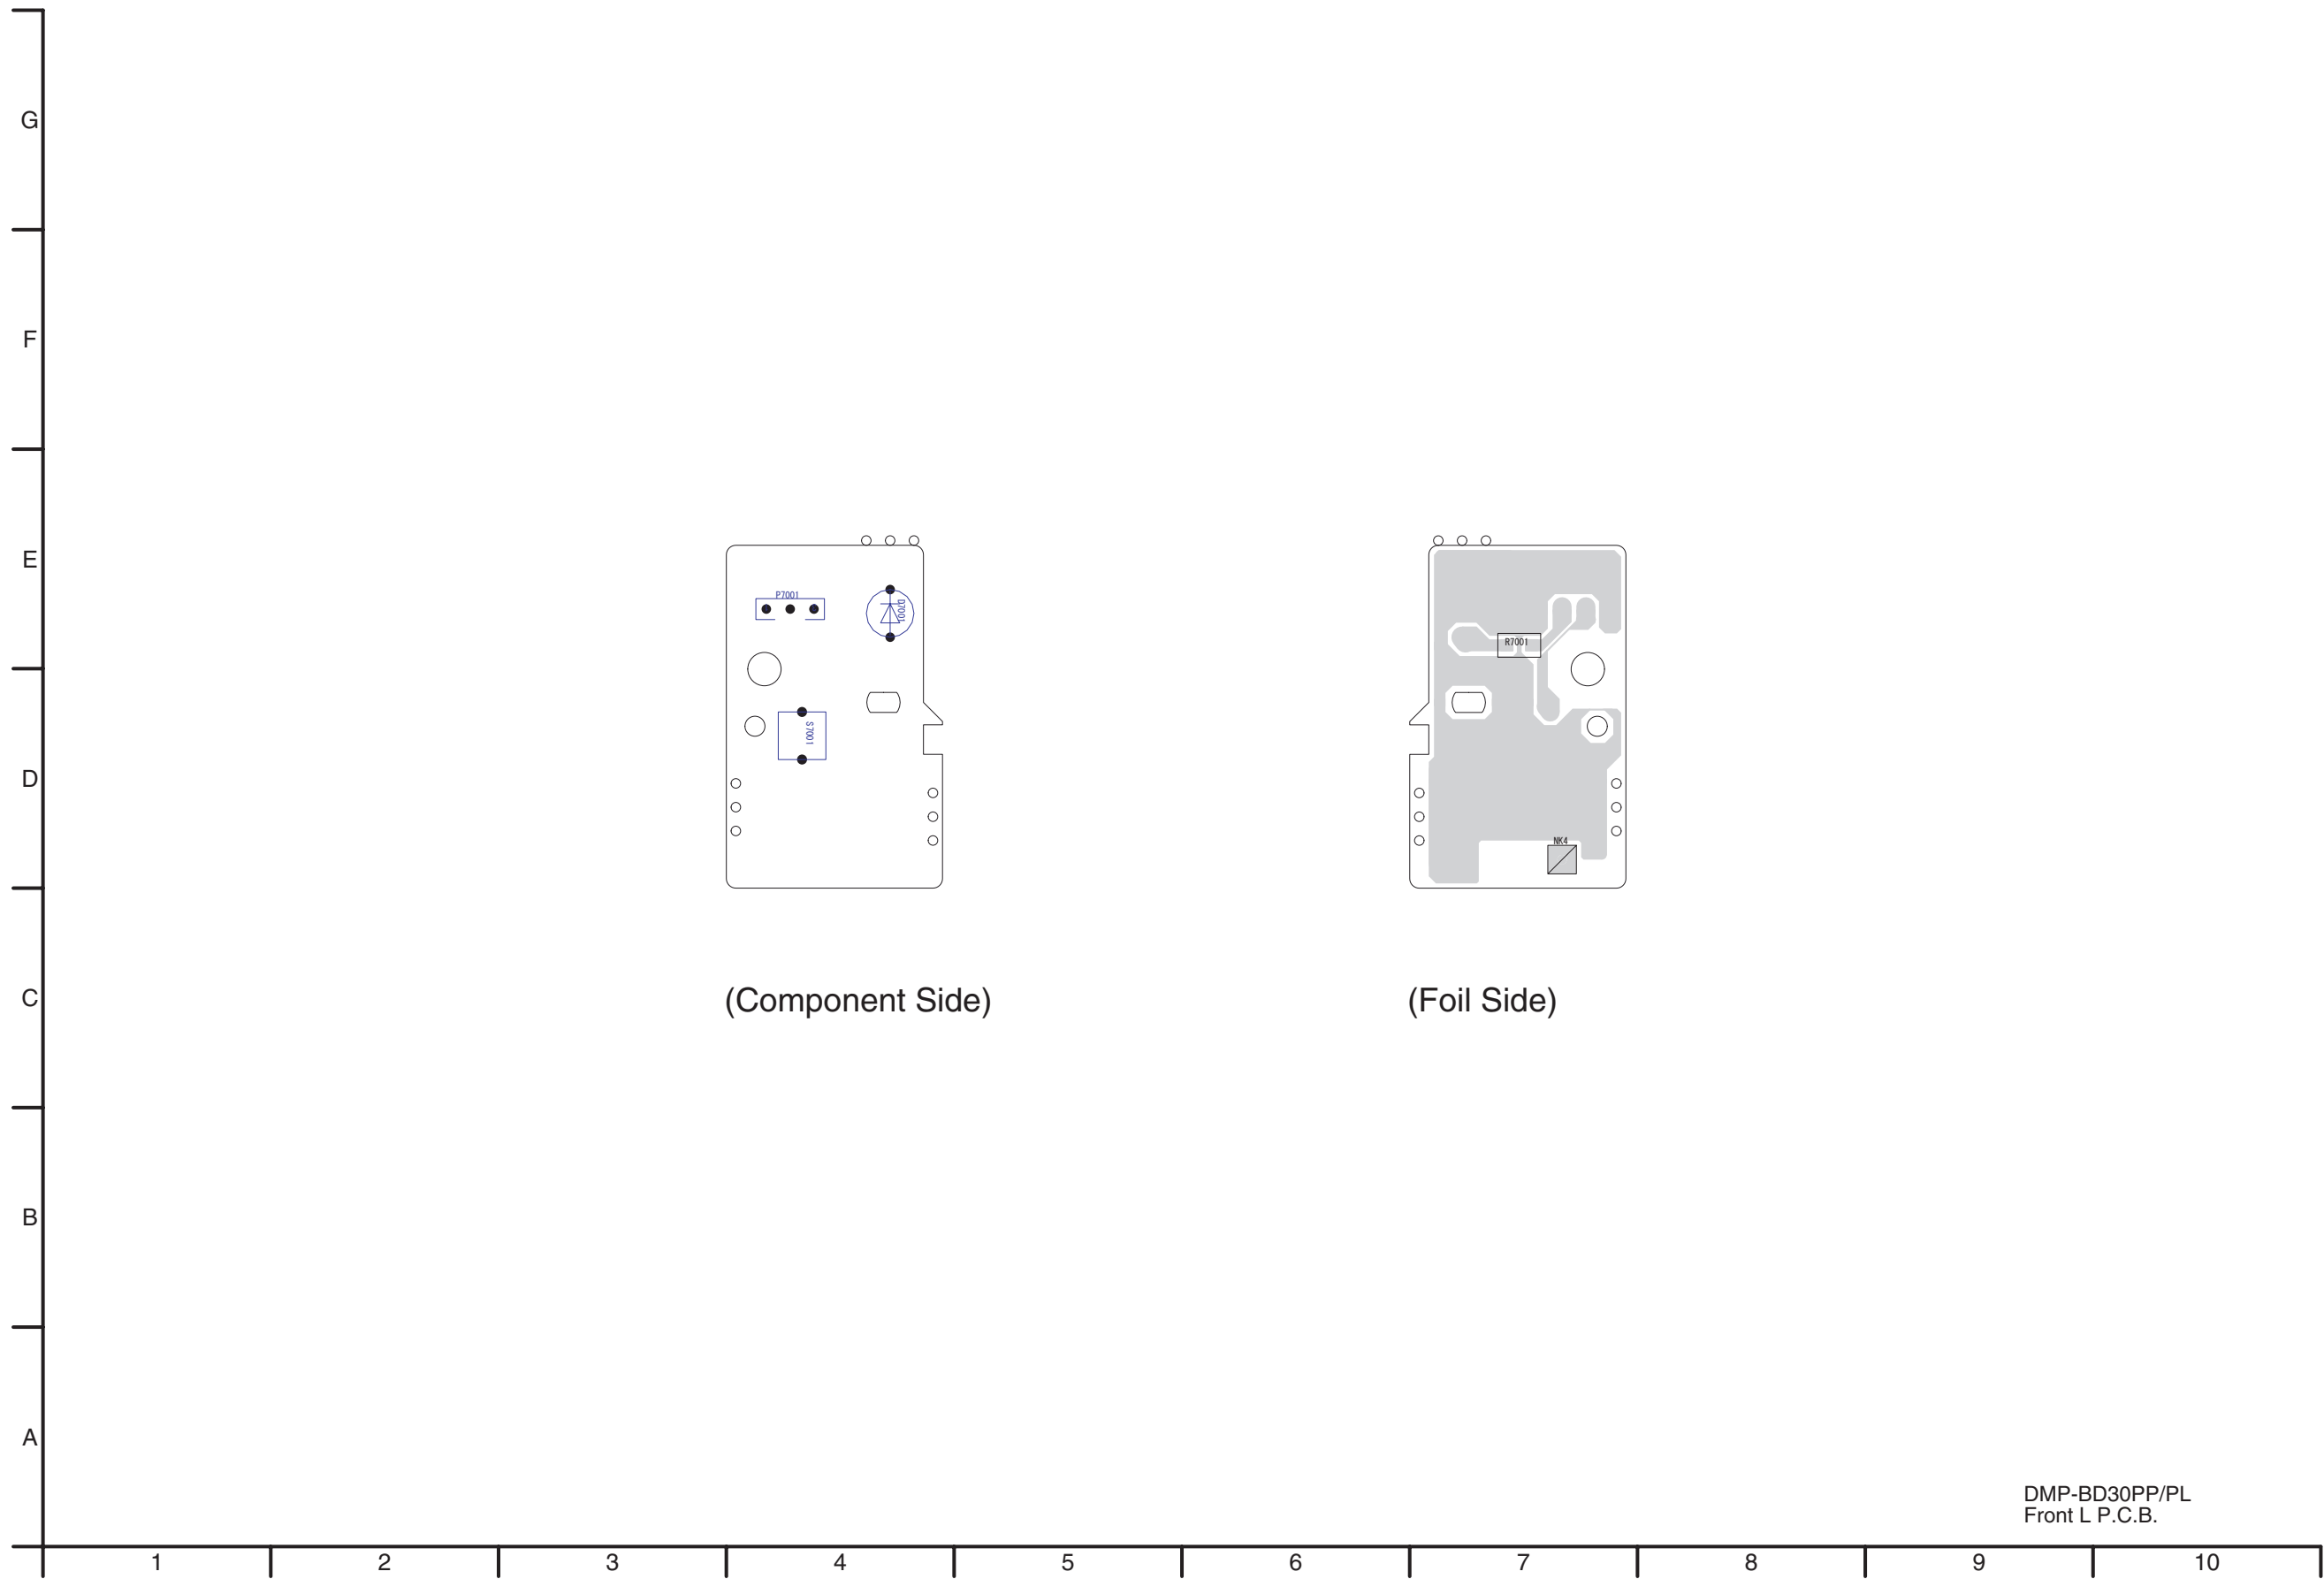 G
F
E
P7001
D7001
R7001
S7001
D
NK4
(Component Side)
(Foil Side)
C
B
A
DMP-BD30PP/PL
Front L P.C.B.
1 2 3 4 5 6 7 8 9 10